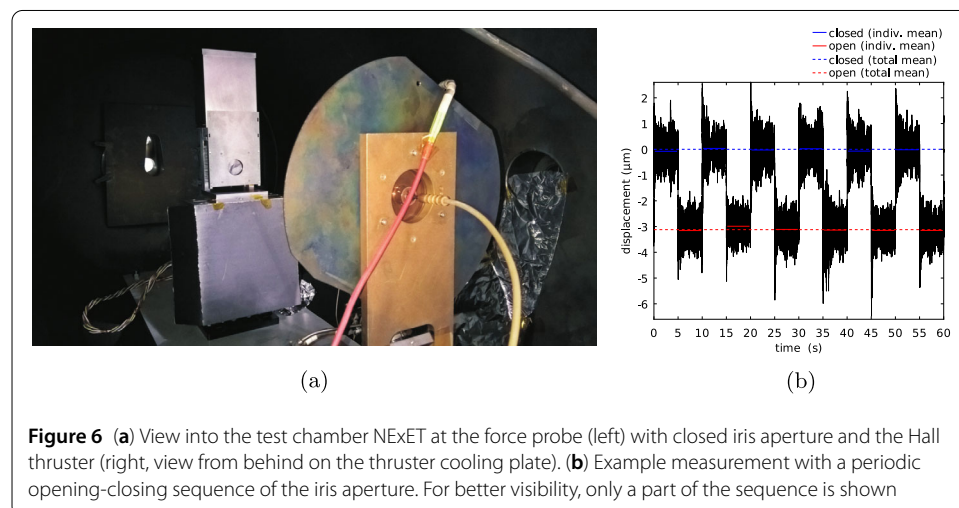 closed (indiv. mean)
open (indiv. mean)
closed (total mean)
open (total mean)
2
1
0
-1
-2
-3
-4
-5
-6
displacement (µm)
0 5 10 15 20 25 30 35 40 45 50 55 60
time (s)
(a)
(b)
Figure 6 (a) View into the test chamber NExET at the force probe (left) with closed iris aperture and the Hall
thruster (right, view from behind on the thruster cooling plate). (b) Example measurement with a periodic
opening-closing sequence of the iris aperture. For better visibility, only a part of the sequence is shown